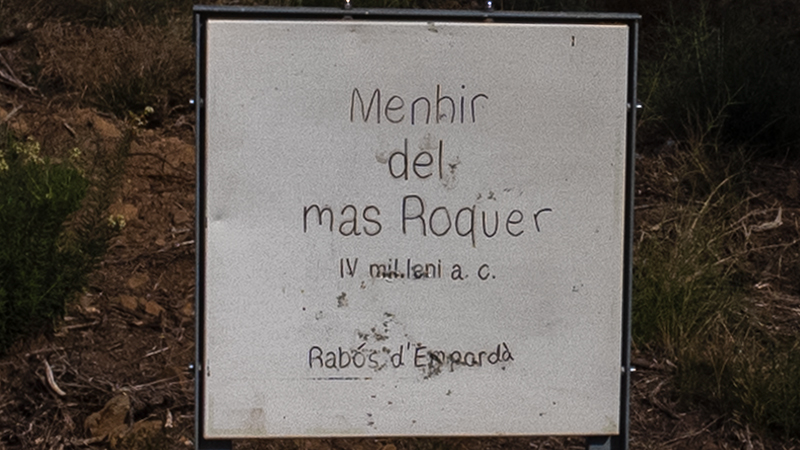 Menhir
del
mas Roquer
IV mil.leni a. c.
Rabós d'Empordà